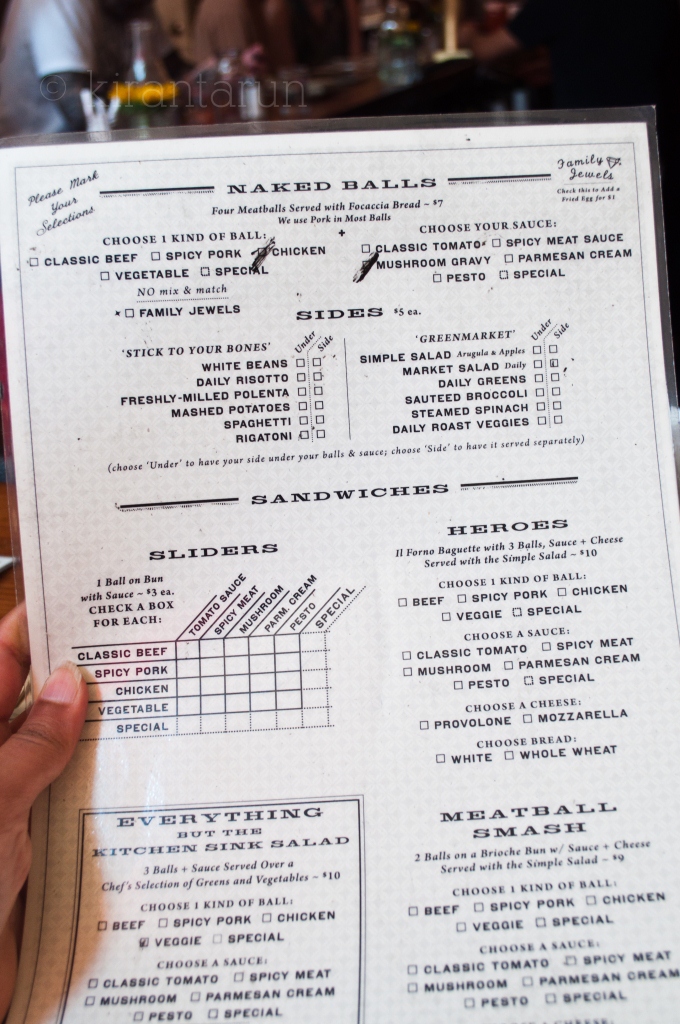 © kirantarun
Please Mark
Your
Selections
Family
Jewels
Check this to Add a
Fried Egg for $1
NAKED BALLS
Four Meatballs Served with Focaccia Bread ~ $7
We use Pork in Most Balls
CHOOSE 1 KIND OF BALL:
CLASSIC BEEF SPICY PORK CHICKEN
VEGETABLE SPECIAL
NO mix & match
* FAMILY JEWELS
+
CHOOSE YOUR SAUCE:
CLASSIC TOMATO SPICY MEAT SAUCE
MUSHROOM GRAVY PARMESAN CREAM
PESTO SPECIAL
SIDES $5 ea.
'STICK TO YOUR BONES' Under Side
WHITE BEANS
DAILY RISOTTO
FRESHLY-MILLED POLENTA
MASHED POTATOES
SPAGHETTI
RIGATONI
'GREENMARKET' Under Side
SIMPLE SALAD Arugula & Apples
MARKET SALAD Daily
DAILY GREENS
SAUTEED BROCCOLI
STEAMED SPINACH
DAILY ROAST VEGGIES
(choose 'Under' to have your side under your balls & sauce; choose 'Side' to have it served separately)
SANDWICHES
SLIDERS
1 Ball on Bun
with Sauce ~ $3 ea.
CHECK A BOX
FOR EACH:
TOMATO SAUCE
SPICY MEAT
MUSHROOM
PARM. CREAM
PESTO
SPECIAL
CLASSIC BEEF
SPICY PORK
CHICKEN
VEGETABLE
SPECIAL
HEROES
Il Forno Baguette with 3 Balls, Sauce + Cheese
Served with the Simple Salad ~ $10
CHOOSE 1 KIND OF BALL:
BEEF SPICY PORK CHICKEN
VEGGIE SPECIAL
CHOOSE A SAUCE:
CLASSIC TOMATO SPICY MEAT
MUSHROOM PARMESAN CREAM
PESTO SPECIAL
CHOOSE A CHEESE:
PROVOLONE MOZZARELLA
CHOOSE BREAD:
WHITE WHOLE WHEAT
EVERYTHING
BUT THE
KITCHEN SINK SALAD
3 Balls + Sauce Served Over a
Chef's Selection of Greens and Vegetables ~ $10
CHOOSE 1 KIND OF BALL:
BEEF SPICY PORK CHICKEN
VEGGIE SPECIAL
CHOOSE A SAUCE:
CLASSIC TOMATO SPICY MEAT
MUSHROOM PARMESAN CREAM
PESTO SPECIAL
MEATBALL
SMASH
2 Balls on a Brioche Bun w/ Sauce + Cheese
Served with the Simple Salad ~ $9
CHOOSE 1 KIND OF BALL:
BEEF SPICY PORK CHICKEN
VEGGIE SPECIAL
CHOOSE A SAUCE:
CLASSIC TOMATO SPICY MEAT
MUSHROOM PARMESAN CREAM
PESTO SPECIAL